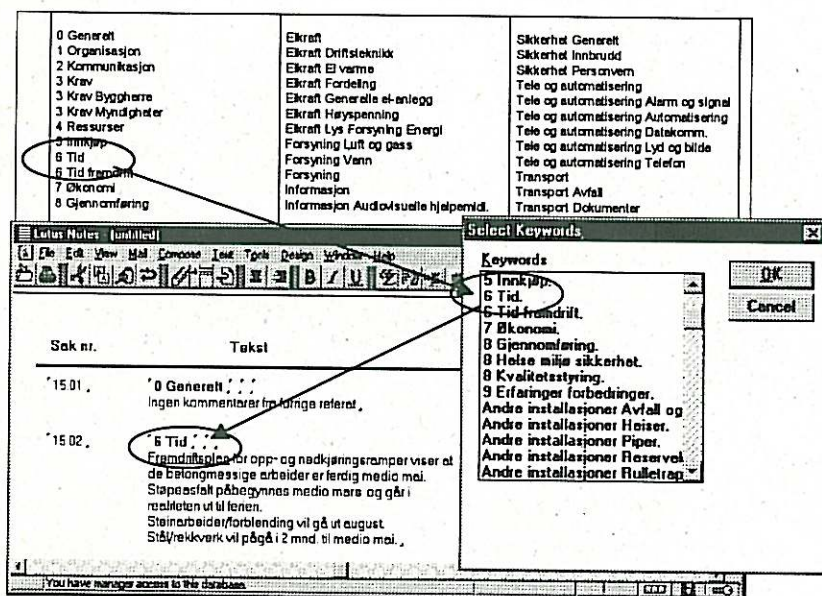 0 Generelt
1 Organisasjon
2 Kommunikasjon
3 Krav
3 Krav Byggherre
3 Krav Myndigheter
4 Ressurser
5 Innkjøp
6 Tid
6 Tid fremdrift
7 Økonomi
8 Gjennomføring
Elkraft
Elkraft Driftsteknikk
Elkraft El varme
Elkraft Fordeling
Elkraft Generelle el-anlegg
Elkraft Høyspenning
Elkraft Lys Forsyning Energi
Forsyning Luft og gass
Forsyning Vann
Forsyning
Informasjon
Informasjon Audiovisuelle hjelpemidl.
Sikkerhet Generelt
Sikkerhet Innbrudd
Sikkerhet Personvern
Tele og automatisering
Tele og automatisering Alarm og signal
Tele og automatisering Automatisering
Tele og automatisering Datakomm.
Tele og automatisering Lyd og bilde
Tele og automatisering Telefon
Transport
Transport Avfall
Transport Dokumenter
Lotus Notes - [untitled]
File Edit View Mail Compose Text Tools Design Window Help
B I U
Sak nr. Tekst
15.01 0 Generelt
Ingen kommentarer fra forrige referat
15.02 6 Tid
Fremdriftsplan for opp- og nedkjøringsramper viser at
de betongmessige arbeider er ferdig medio mai.
Støpeasfalt påbegynnes medio mars og går i
realiteten ut til ferien.
Steinarbeider/forblending vil gå ut august.
Stål/rekkverk vil pågå i 2 mnd. til medio mai.
You have manager access to this database.
Select Keywords
Keywords
5 Innkjøp.
6 Tid.
6 Tid fremdrift.
7 Økonomi.
8 Gjennomføring.
8 Helse miljø sikkerhet.
8 Kvalitetsstyring.
9 Erfaringer forbedringer.
Andre installasjoner Avfall og
Andre installasjoner Heiser.
Andre installasjoner Piper.
Andre installasjoner Reservel
Andre installasjoner Rulletrap
OK
Cancel